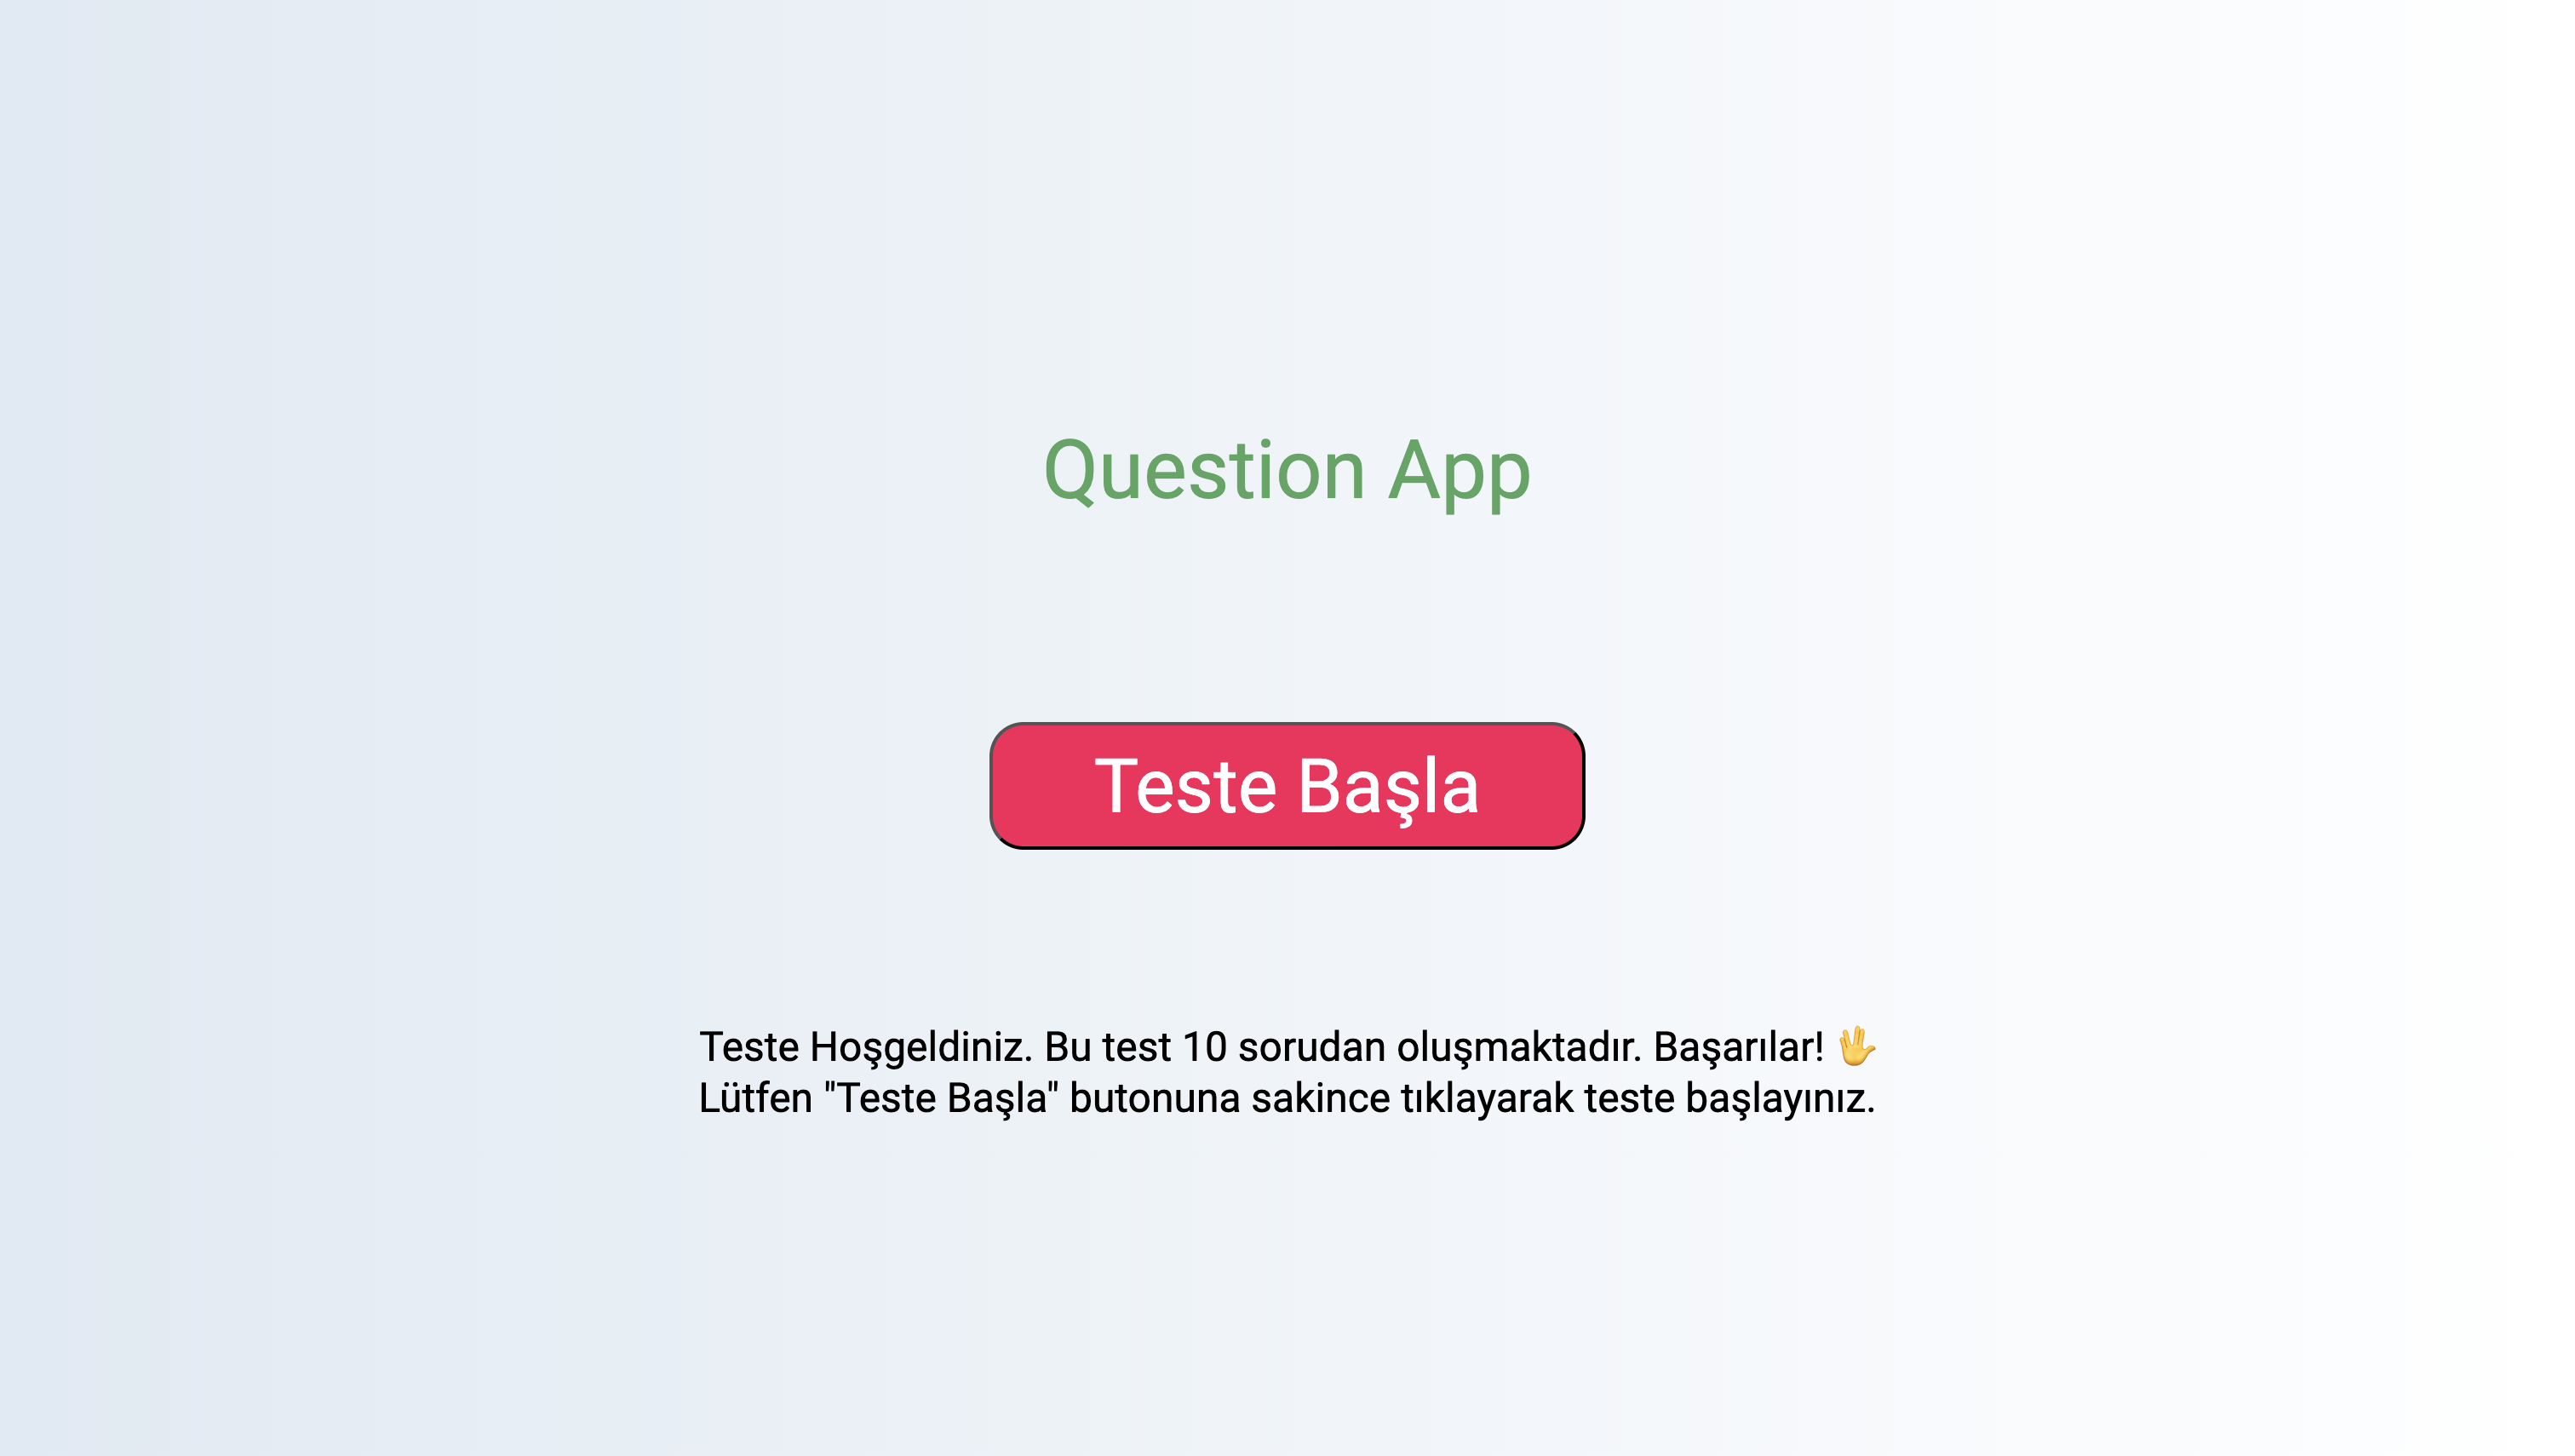 Question App
Teste Başla
Teste Hoşgeldiniz. Bu test 10 sorudan oluşmaktadır. Başarılar! 🖖
Lütfen "Teste Başla" butonuna sakince tıklayarak teste başlayınız.